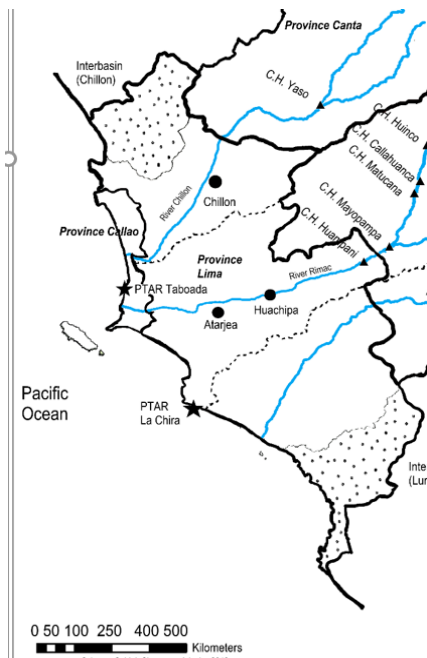 Province Canta
Interbasin
(Chillon)
C.H. Yaso
C.H. Huinco
C.H. Callahuanca
C.H. Matucana
River Chillon
Chillon
C.H. Mayopampa
C.H. Huampani
Province Callao
Province
Lima
River Rimac
PTAR Taboada
Huachipa
Atarjea
Pacific
Ocean
PTAR
La Chira
Inte
(Lur
0 50 100 250 400 500
Kilometers